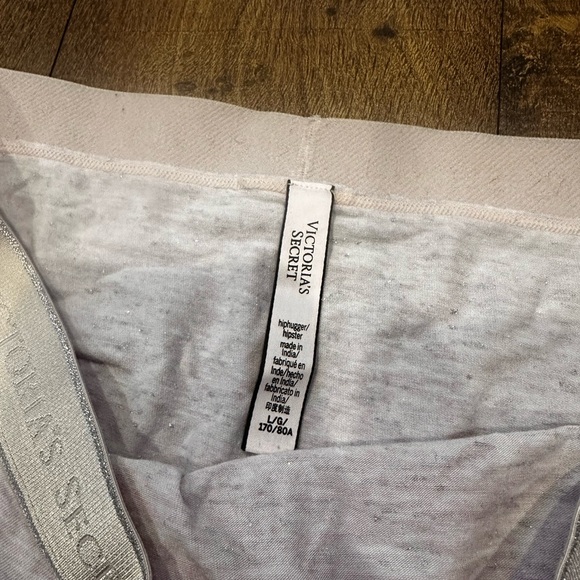 VICTORIA'S
SECRET
hiphugger/
hipster
made in
India/
fabriqué en
Inde/hecho
en India/
fabbricato in
India/
印度制造
L/G/
170/80A
'S SECR